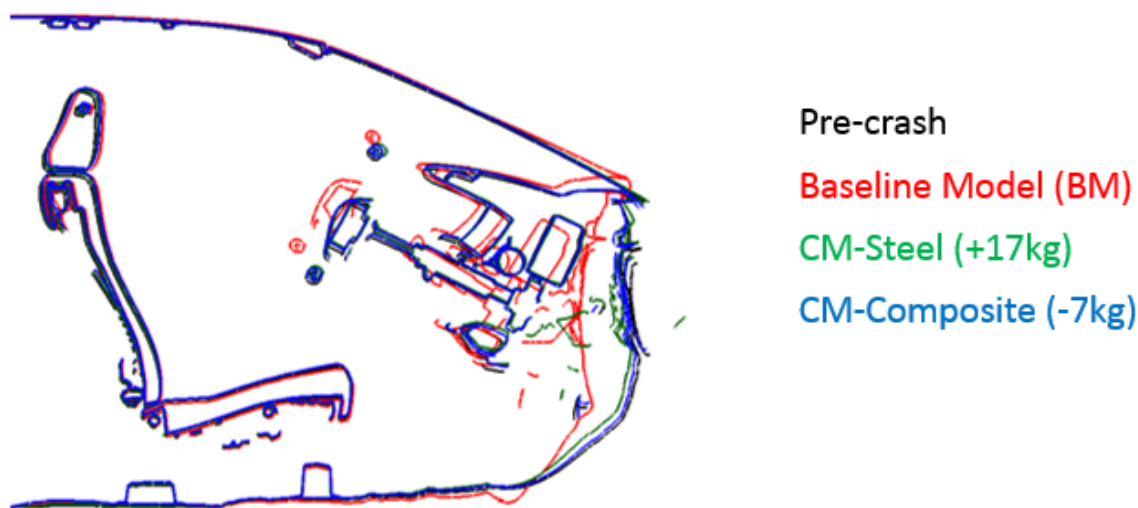 Pre-crash
Baseline Model (BM)
CM-Steel (+17kg)
CM-Composite (-7kg)